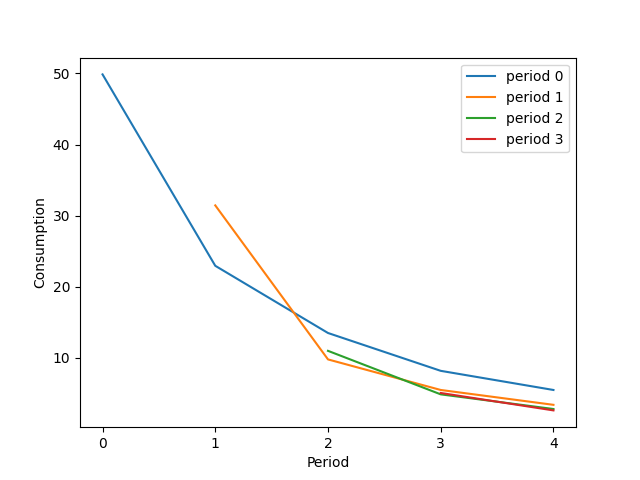 50
40
30
20
10
Consumption
0 1 2 3 4
Period
period 0
period 1
period 2
period 3